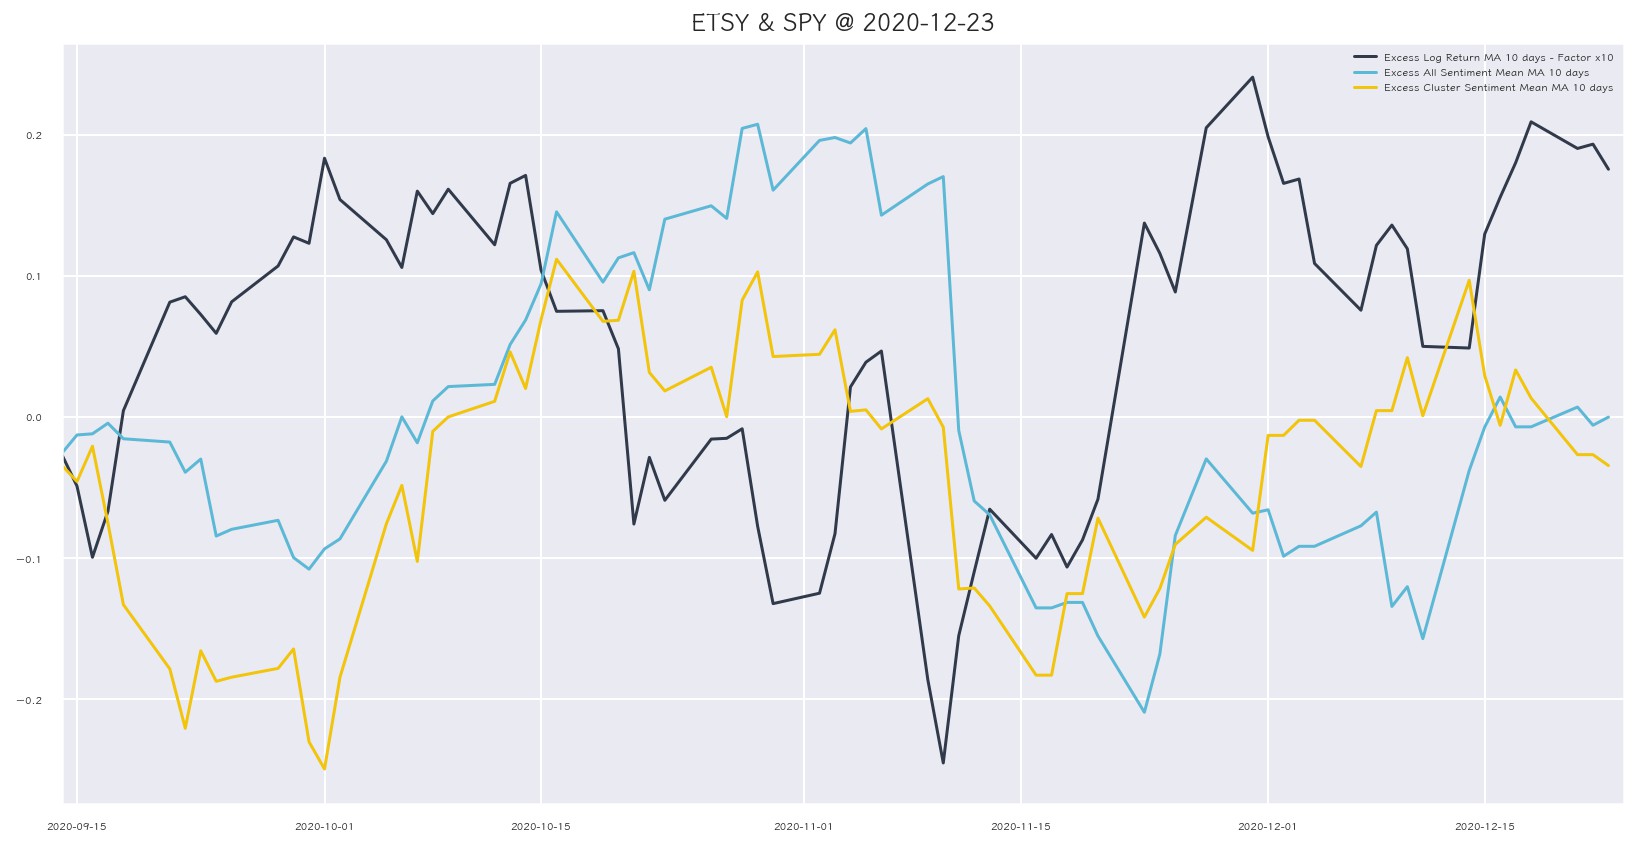 ETSY & SPY @ 2020-12-23
Excess Log Return MA 10 days - Factor x10
Excess All Sentiment Mean MA 10 days
Excess Cluster Sentiment Mean MA 10 days
0.2
0.1
0.0
−0.1
−0.2
2020-09-15 2020-10-01 2020-10-15 2020-11-01 2020-11-15 2020-12-01 2020-12-15